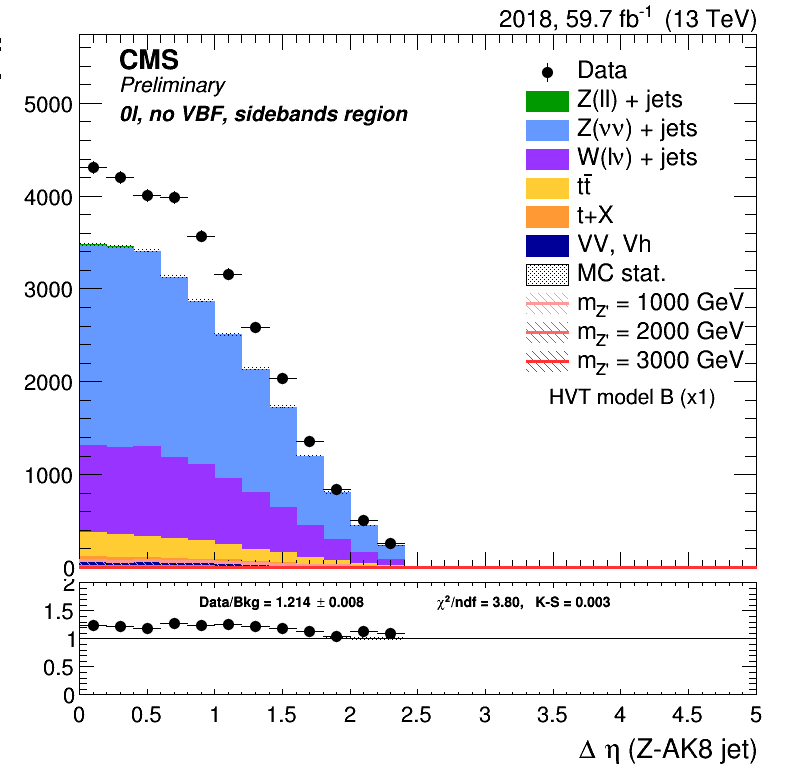 2018, 59.7 fb⁻¹ (13 TeV)
CMS
Preliminary
0l, no VBF, sidebands region
Data
Z(ll) + jets
Z(νν) + jets
W(lν) + jets
tt̄
t+X
VV, Vh
MC stat.
m_Z' = 1000 GeV
m_Z' = 2000 GeV
m_Z' = 3000 GeV
HVT model B (x1)
5000
4000
3000
2000
1000
0
Data/Bkg = 1.214 ± 0.008
χ²/ndf = 3.80, K-S = 0.003
2
1.5
1
0.5
0
0 0.5 1 1.5 2 2.5 3 3.5 4 4.5 5
Δ η (Z-AK8 jet)